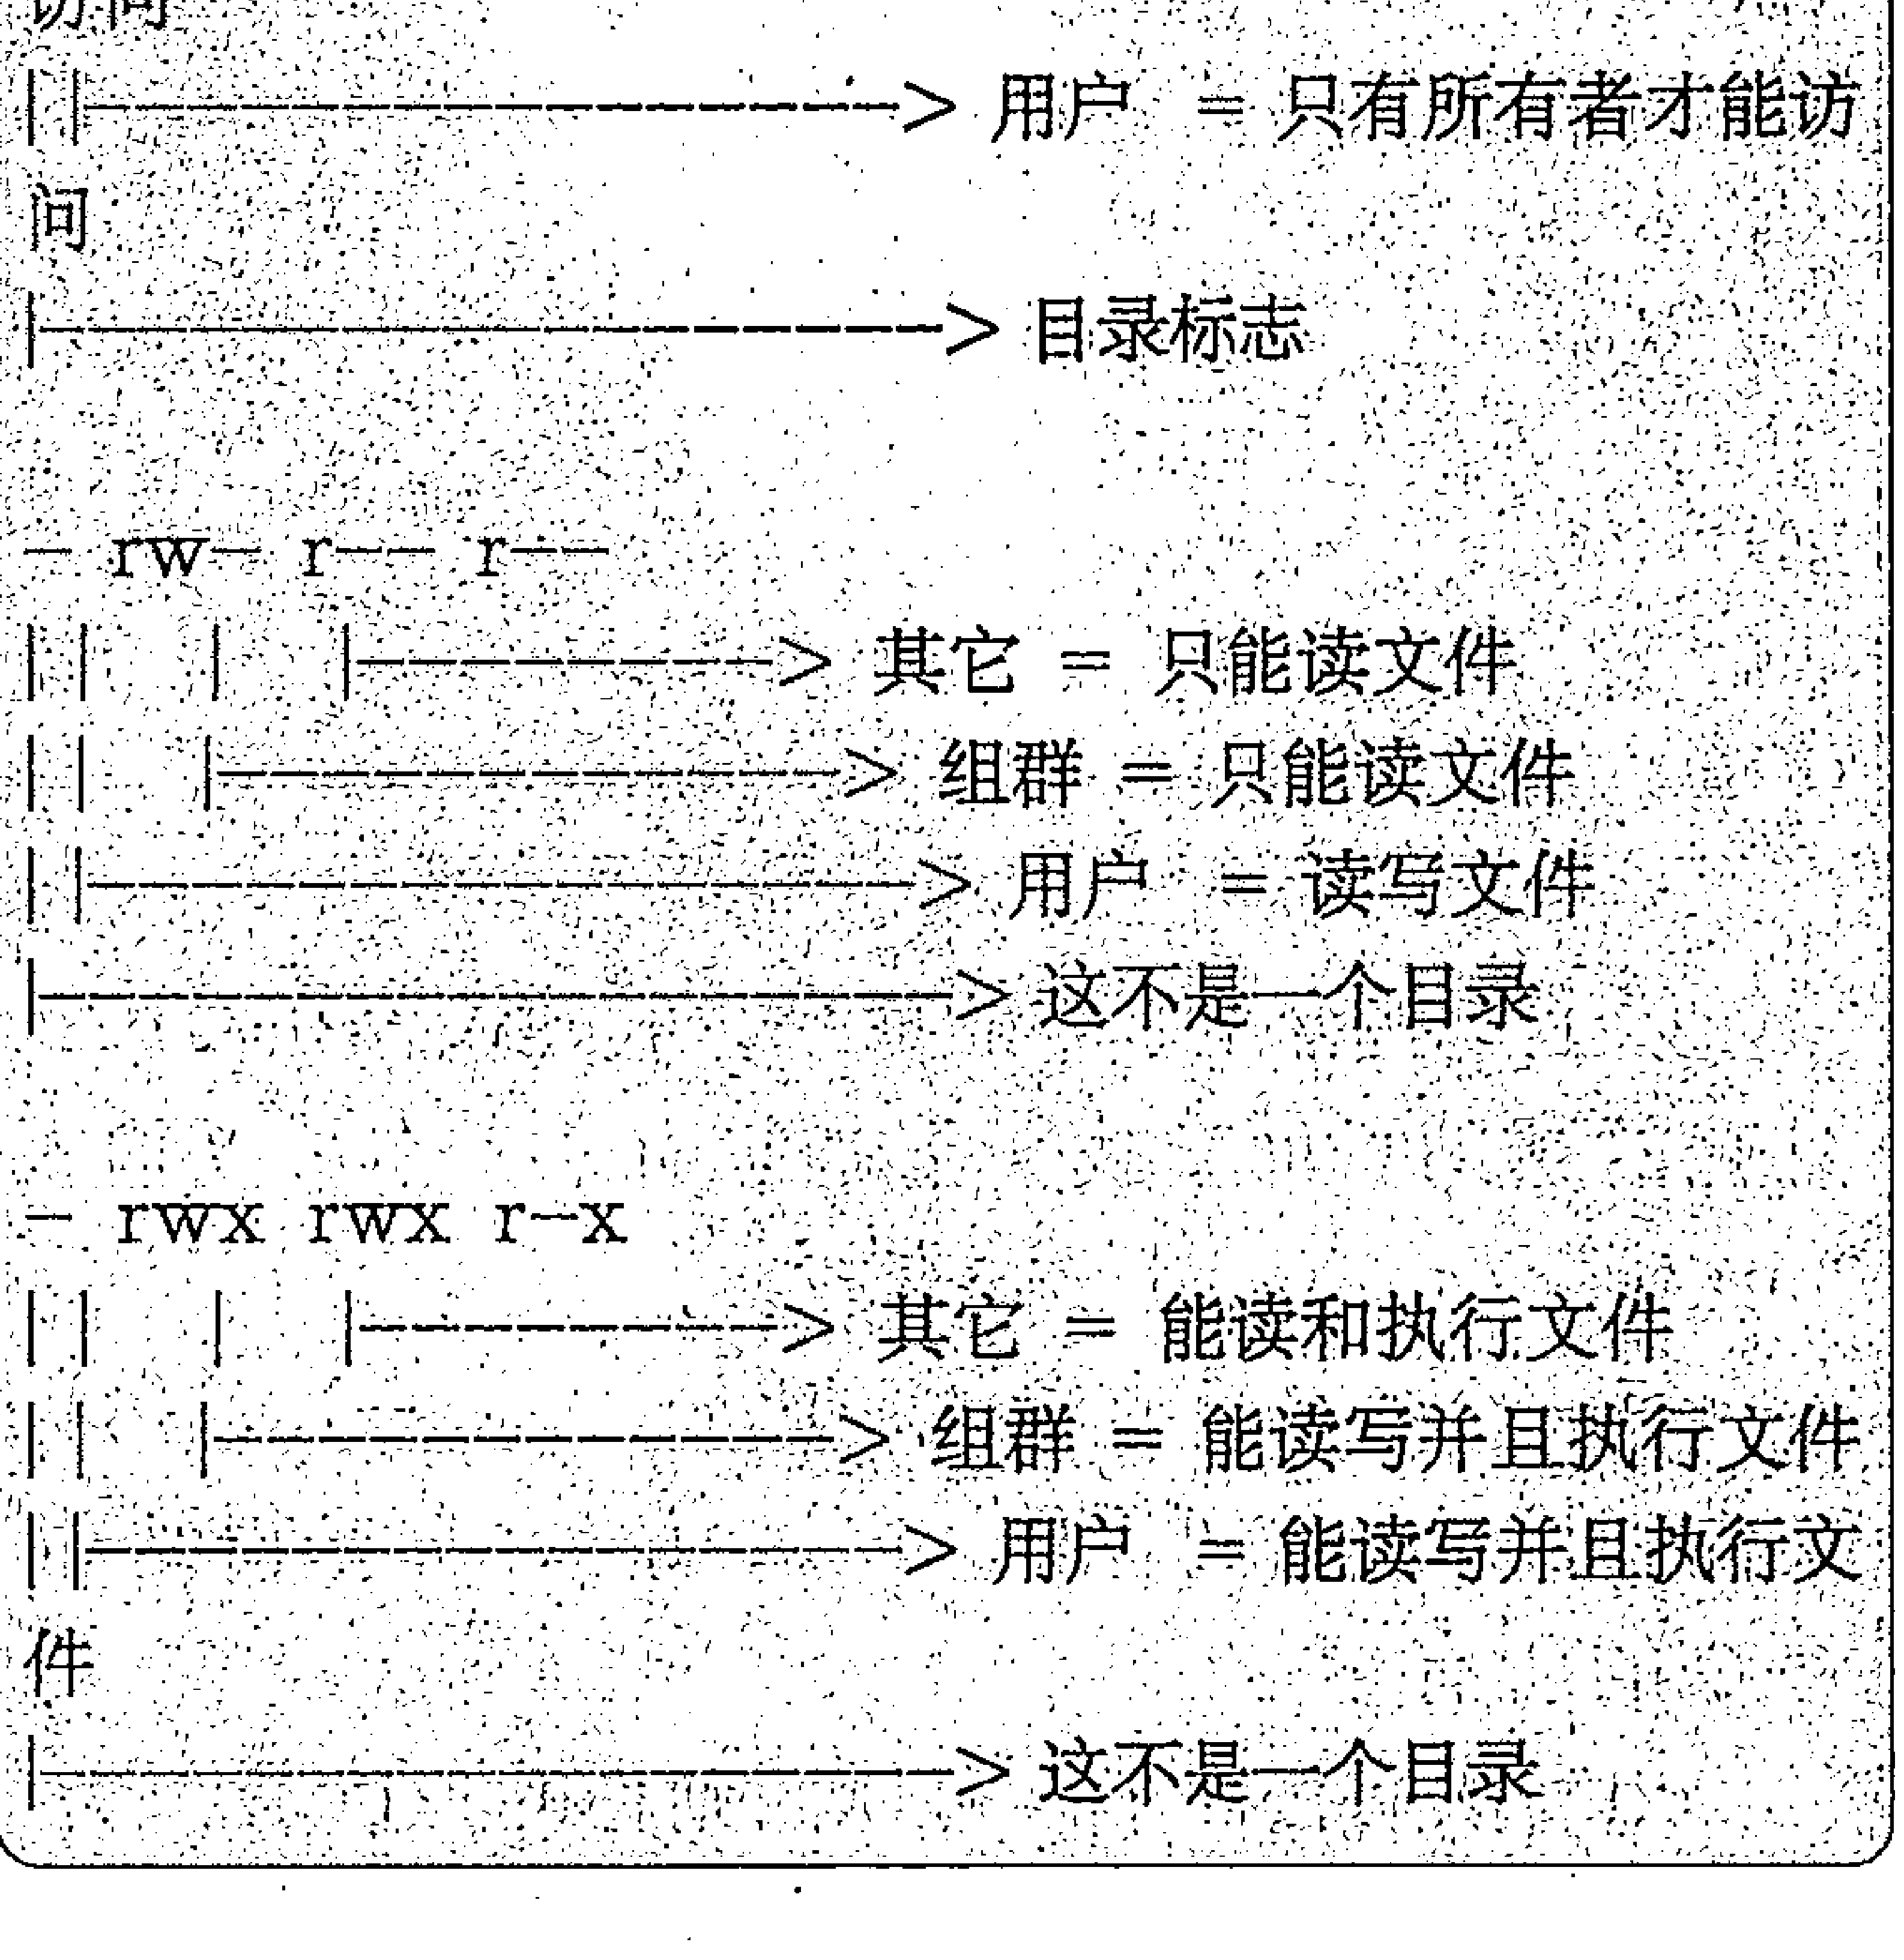 访问
||----------------> 用户 = 只有所有者才能访
问
|------------------> 目录标志
- rw- r-- r--
|| | |--------> 其它 = 只能读文件
|| |------------> 组群 = 只能读文件
||----------------> 用户 = 读写文件
|------------------> 这不是一个目录
- rwx rwx r-x
|| | |--------> 其它 = 能读和执行文件
|| |------------> 组群 = 能读写并且执行文件
||----------------> 用户 = 能读写并且执行文
件
|------------------> 这不是一个目录